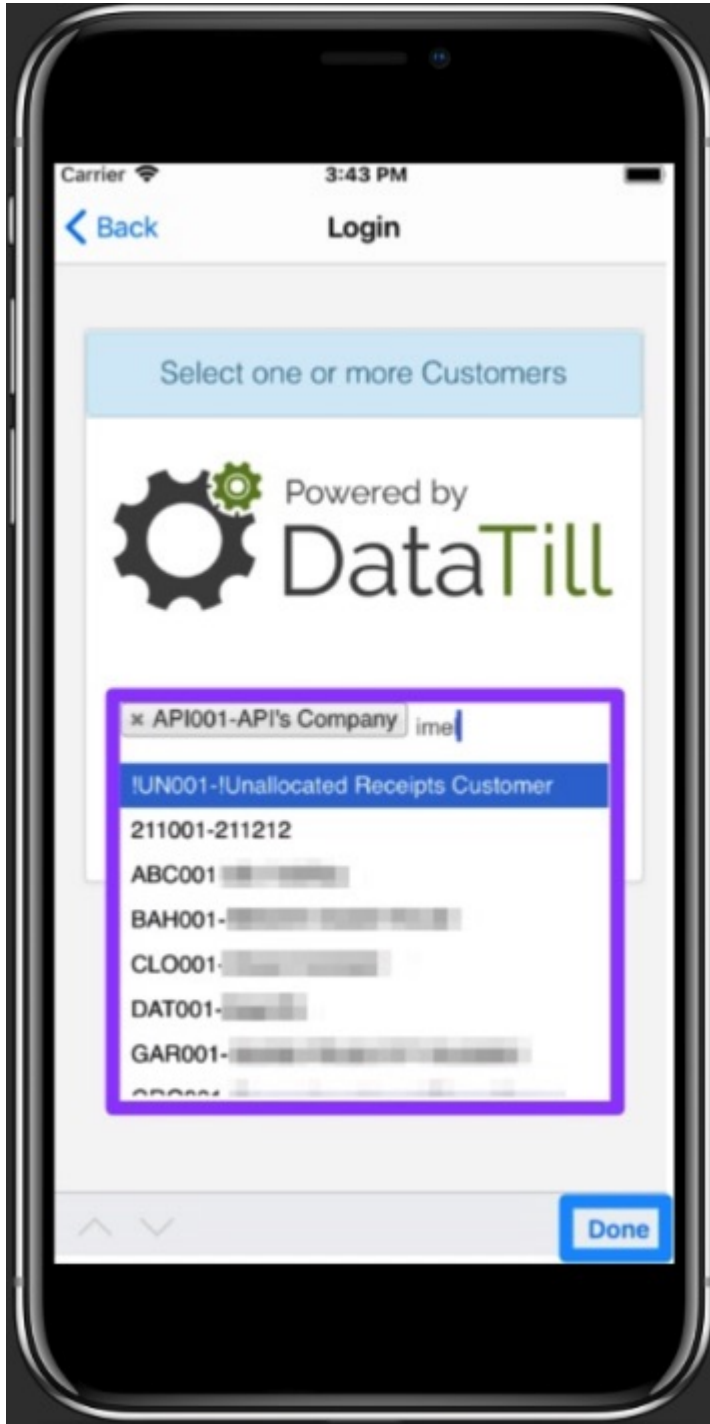 Carrier 3:43 PM
Back Login
Select one or more Customers
Powered by
DataTill
× API001-API's Company ime
!UN001-!Unallocated Receipts Customer
211001-211212
ABC001
BAH001-
CLO001-
DAT001-
GAR001-
Done